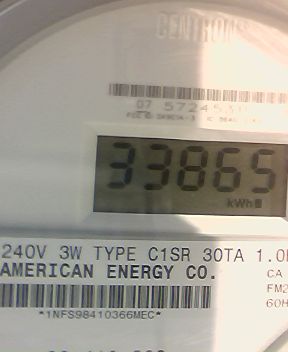 CENTRON
07 572453
33865
kWh
240V 3W TYPE C1SR 30TA 1.0
AMERICAN ENERGY CO.
CA
FM2
60H
*1NFS98410366MEC*